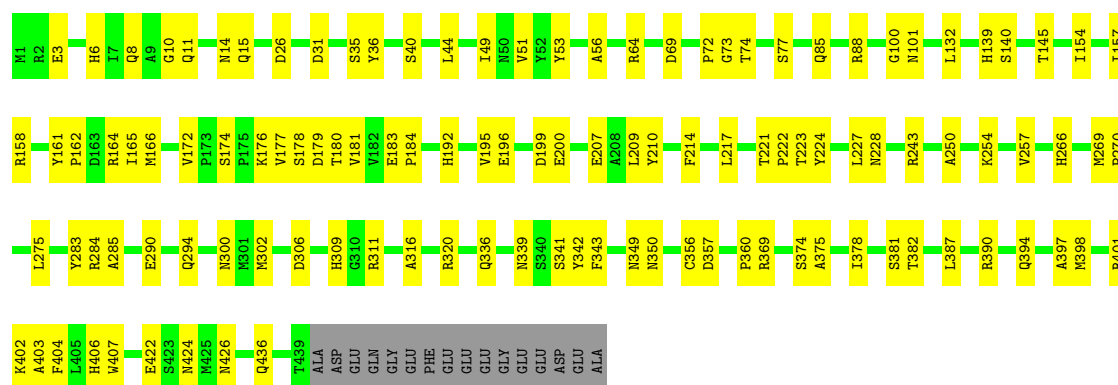 M1 R2 E3 H6 I7 Q8 A9 G10 Q11 N14 Q15 D26 D31 S35 Y36 S40 L44 I49 N50 V51 Y52 Y53 A56 R64 D69 P72 G73 T74 S77 Q85 R88 G100 N101 L132 H139 S140 T145 I154 I157
R158 Y161 P162 D163 R164 I165 M166 V172 P173 S174 P175 K176 V177 S178 D179 T180 V181 V182 E183 P184 H192 V195 E196 D199 E200 E207 A208 L209 Y210 F214 L217 T221 P222 T223 Y224 L227 N228 R243 A250 K254 V257 H266 M269
L275 Y283 R284 A285 E290 Q294 N300 M301 M302 D306 H309 G310 R311 A316 R320 Q336 N339 S340 S341 Y342 F343 N349 N350 C356 D357 P360 R369 S374 A375 I378 S381 T382 L387 R390 Q394 A397 M398
K402 A403 F404 L405 H406 W407 E422 S423 N424 M425 N426 Q436 T439 ALA ASP GLU GLN GLY GLU PHE GLU GLU GLU GLY GLU GLU ASP GLU ALA